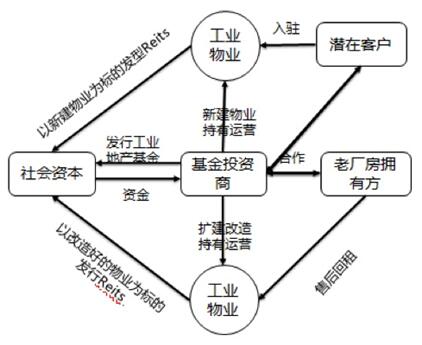 工业
物业
入驻
潜在客户
以新建物业为标的发型Reits
新建物业
持有运营
发行工业
地产基金
社会资本
资金
基金投资
商
合作
老厂房拥
有方
扩建改造
持有运营
以改造好的物业为标的
发行Reits
售后回租
工业
物业